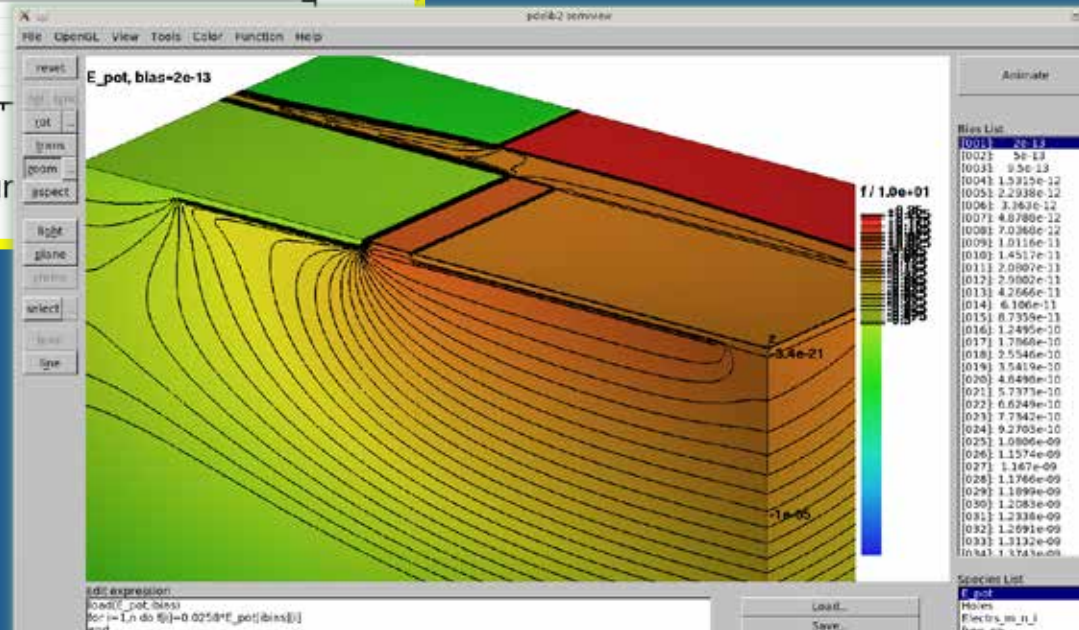 pdelib2 semview
File OpenGL View Tools Color Function Help
reset
rot
trans
zoom
aspect
light
plane
select
line
E_pot, bias=2e-13
f / 1.0e+01
z
-3.4e-21
-1e-05
Animate
Bias List
[001]: 2e-13
[002]: 5e-13
[003]: 9.5e-13
[004]: 1.5315e-12
[005]: 2.2938e-12
[006]: 3.363e-12
[007]: 4.8788e-12
[008]: 7.0368e-12
[009]: 1.0116e-11
[010]: 1.4517e-11
[011]: 2.0807e-11
[012]: 2.9802e-11
[013]: 4.2666e-11
[014]: 6.106e-11
[015]: 8.7359e-11
[016]: 1.2495e-10
[017]: 1.7868e-10
[018]: 2.5546e-10
[019]: 3.5419e-10
[020]: 4.6498e-10
[021]: 5.7375e-10
[022]: 6.6249e-10
[023]: 7.7342e-10
[024]: 9.2703e-10
[025]: 1.0806e-09
[026]: 1.1574e-09
[027]: 1.167e-09
[028]: 1.1766e-09
[029]: 1.1899e-09
[030]: 1.2083e-09
[031]: 1.2338e-09
[032]: 1.2691e-09
[033]: 1.3132e-09
[034]: 1.3743e-09
Edit expression
load(E_pot,ibias)
for i=1,n do f[i]=0.0258*E_pot[ibias][i]
end
Load...
Save...
Species List
E_pot
Holes
Electrs_m_n_i